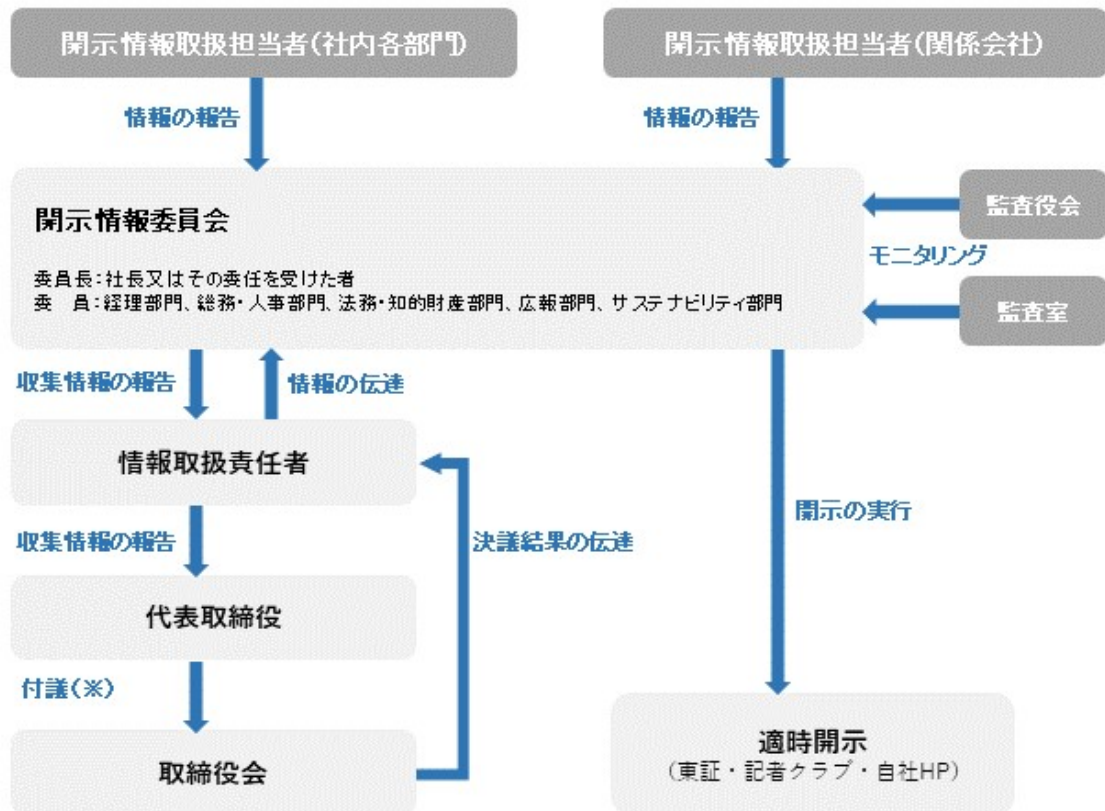 開示情報取扱担当者(社内各部門)
開示情報取扱担当者(関係会社)
情報の報告
情報の報告
開示情報委員会
委員長:社長又はその委任を受けた者
委　員:経理部門、総務・人事部門、法務・知的財産部門、広報部門、サステナビリティ部門
監査役会
モニタリング
監査室
収集情報の報告
情報の伝達
情報取扱責任者
開示の実行
収集情報の報告
決議結果の伝達
代表取締役
付議(※)
取締役会
適時開示
(東証・記者クラブ・自社HP)